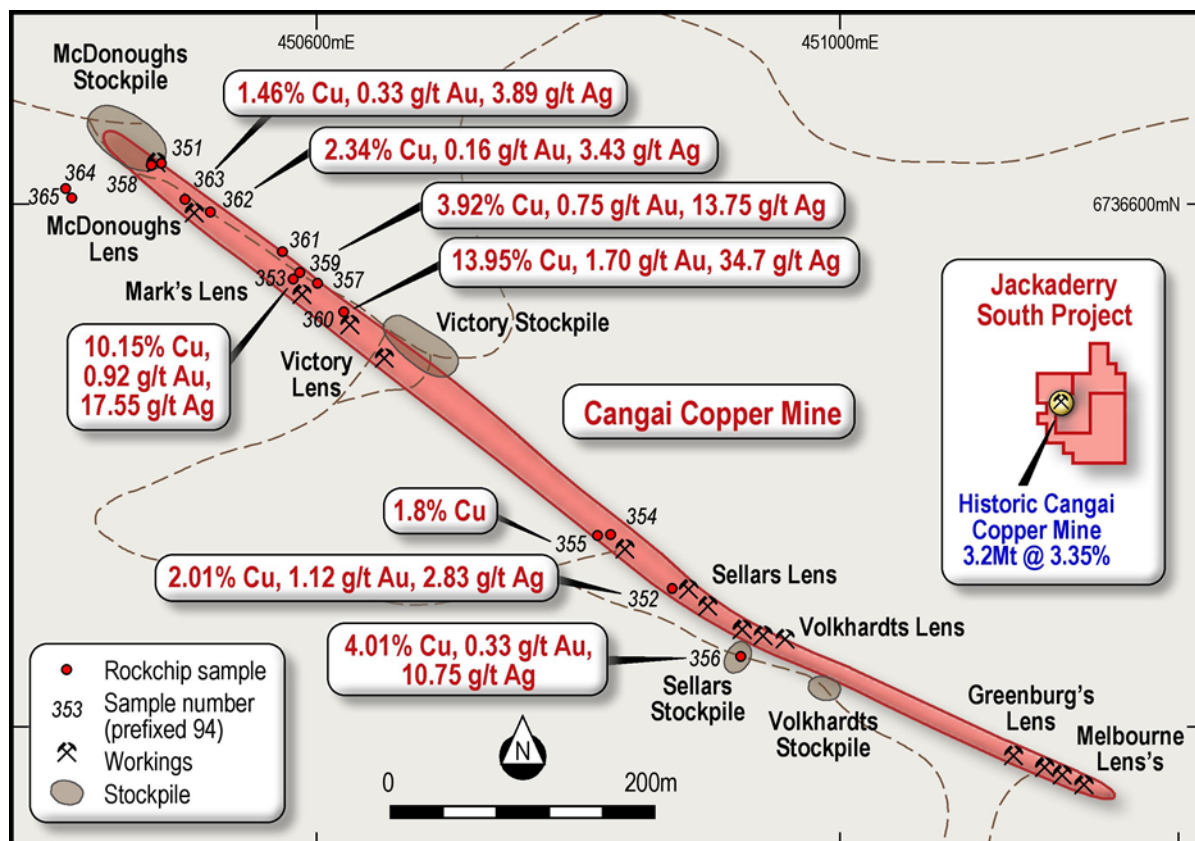 450600mE
451000mE
McDonoughs
Stockpile
1.46% Cu, 0.33 g/t Au, 3.89 g/t Ag
2.34% Cu, 0.16 g/t Au, 3.43 g/t Ag
351
358
363
364
365
362
3.92% Cu, 0.75 g/t Au, 13.75 g/t Ag
6736600mN
McDonoughs
Lens
361
359
13.95% Cu, 1.70 g/t Au, 34.7 g/t Ag
353
357
Mark's Lens
360
Victory Stockpile
10.15% Cu,
0.92 g/t Au,
17.55 g/t Ag
Victory
Lens
Cangai Copper Mine
Jackaderry
South Project
Historic Cangai
Copper Mine
3.2Mt @ 3.35%
1.8% Cu
354
355
2.01% Cu, 1.12 g/t Au, 2.83 g/t Ag
352
Sellars Lens
Volkhardts Lens
4.01% Cu, 0.33 g/t Au,
10.75 g/t Ag
356
Sellars
Stockpile
Volkhardts
Stockpile
Greenburg's
Lens
Melbourne
Lens's
Rockchip sample
353
Sample number
(prefixed 94)
Workings
Stockpile
N
0
200m